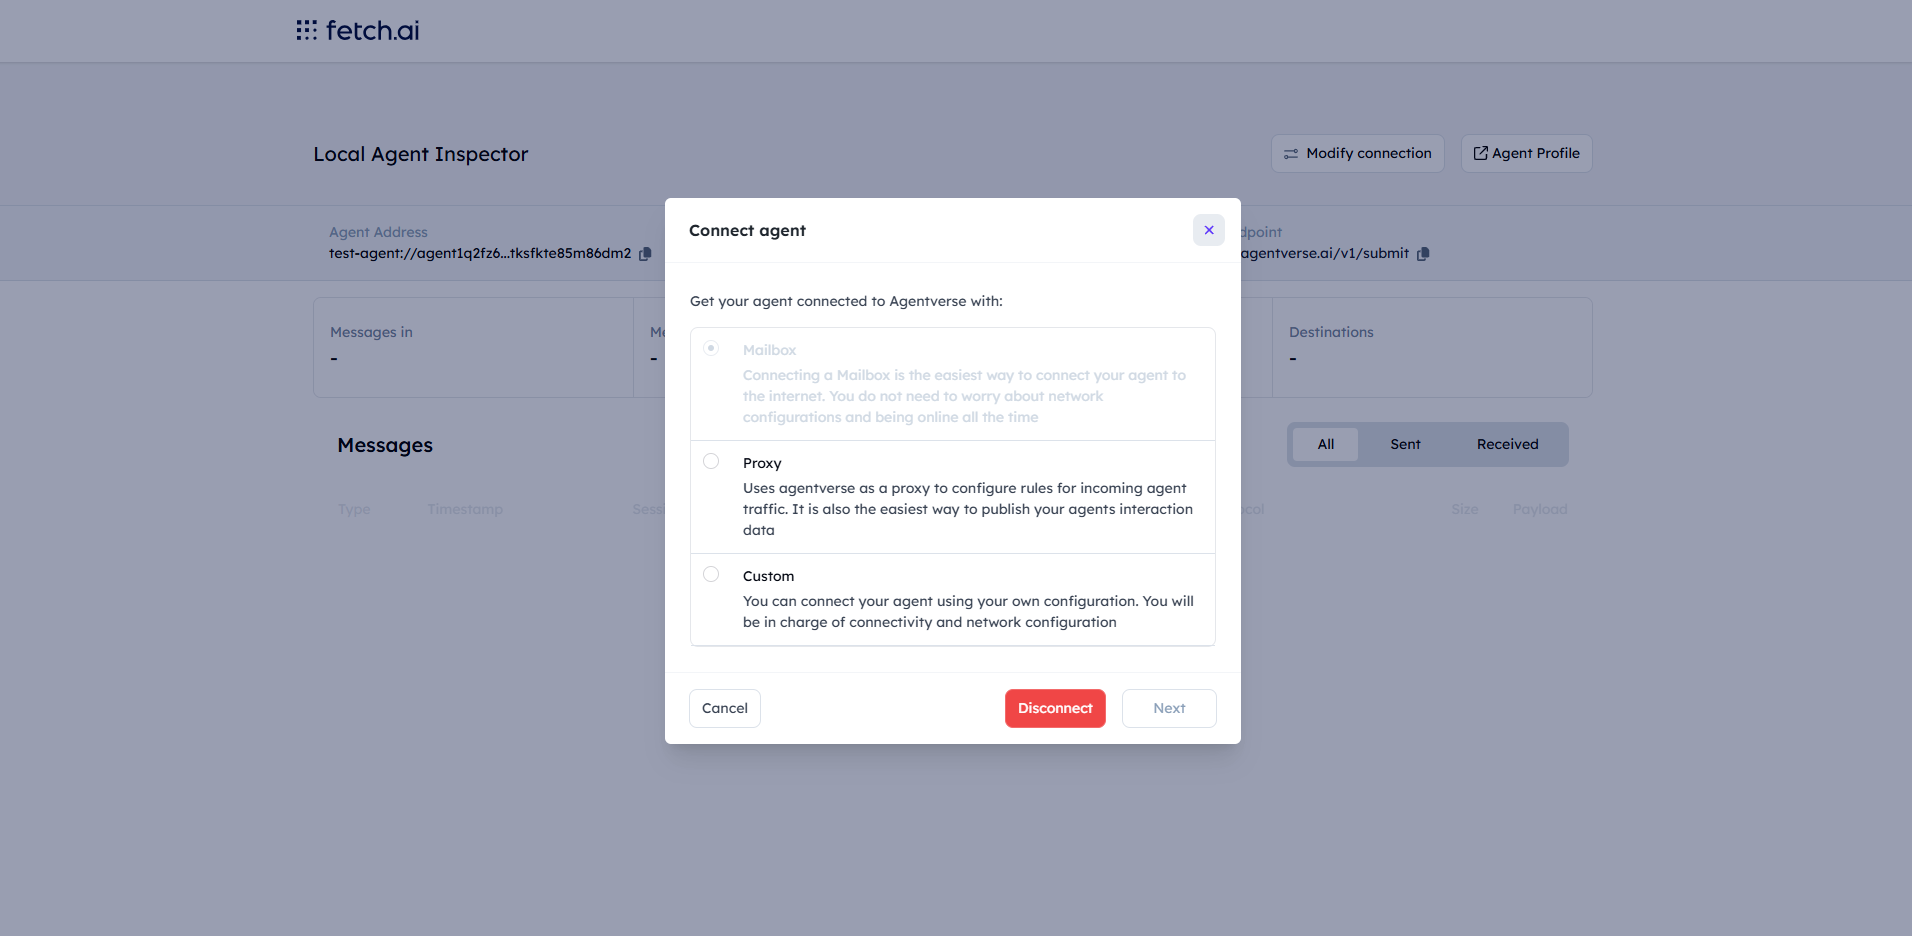 fetch.ai
Local Agent Inspector
Modify connection
Agent Profile
Agent Address
test-agent://agent1q2fz6...tksfkte85m86dm2
dpoint
agentverse.ai/v1/submit
Messages in
-
Me
-
Destinations
-
Messages
All
Sent
Received
Type
Timestamp
Sess
ocol
Size
Payload
Connect agent
Get your agent connected to Agentverse with:
Mailbox
Connecting a Mailbox is the easiest way to connect your agent to
the internet. You do not need to worry about network
configurations and being online all the time
Proxy
Uses agentverse as a proxy to configure rules for incoming agent
traffic. It is also the easiest way to publish your agents interaction
data
Custom
You can connect your agent using your own configuration. You will
be in charge of connectivity and network configuration
Cancel
Disconnect
Next